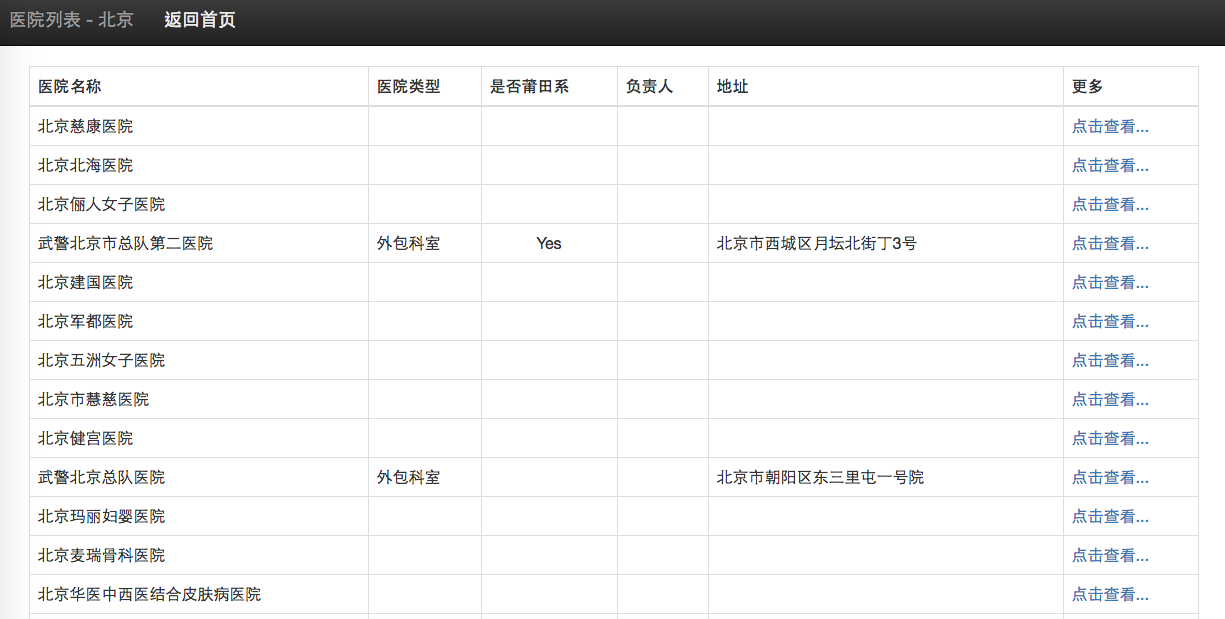 医院列表 - 北京 返回首页
医院名称 医院类型 是否莆田系 负责人 地址 更多
北京慈康医院 点击查看...
北京北海医院 点击查看...
北京俪人女子医院 点击查看...
武警北京市总队第二医院 外包科室 Yes 北京市西城区月坛北街丁3号 点击查看...
北京建国医院 点击查看...
北京军都医院 点击查看...
北京五洲女子医院 点击查看...
北京市慧慈医院 点击查看...
北京健宫医院 点击查看...
武警北京总队医院 外包科室 北京市朝阳区东三里屯一号院 点击查看...
北京玛丽妇婴医院 点击查看...
北京麦瑞骨科医院 点击查看...
北京华医中西医结合皮肤病医院 点击查看...